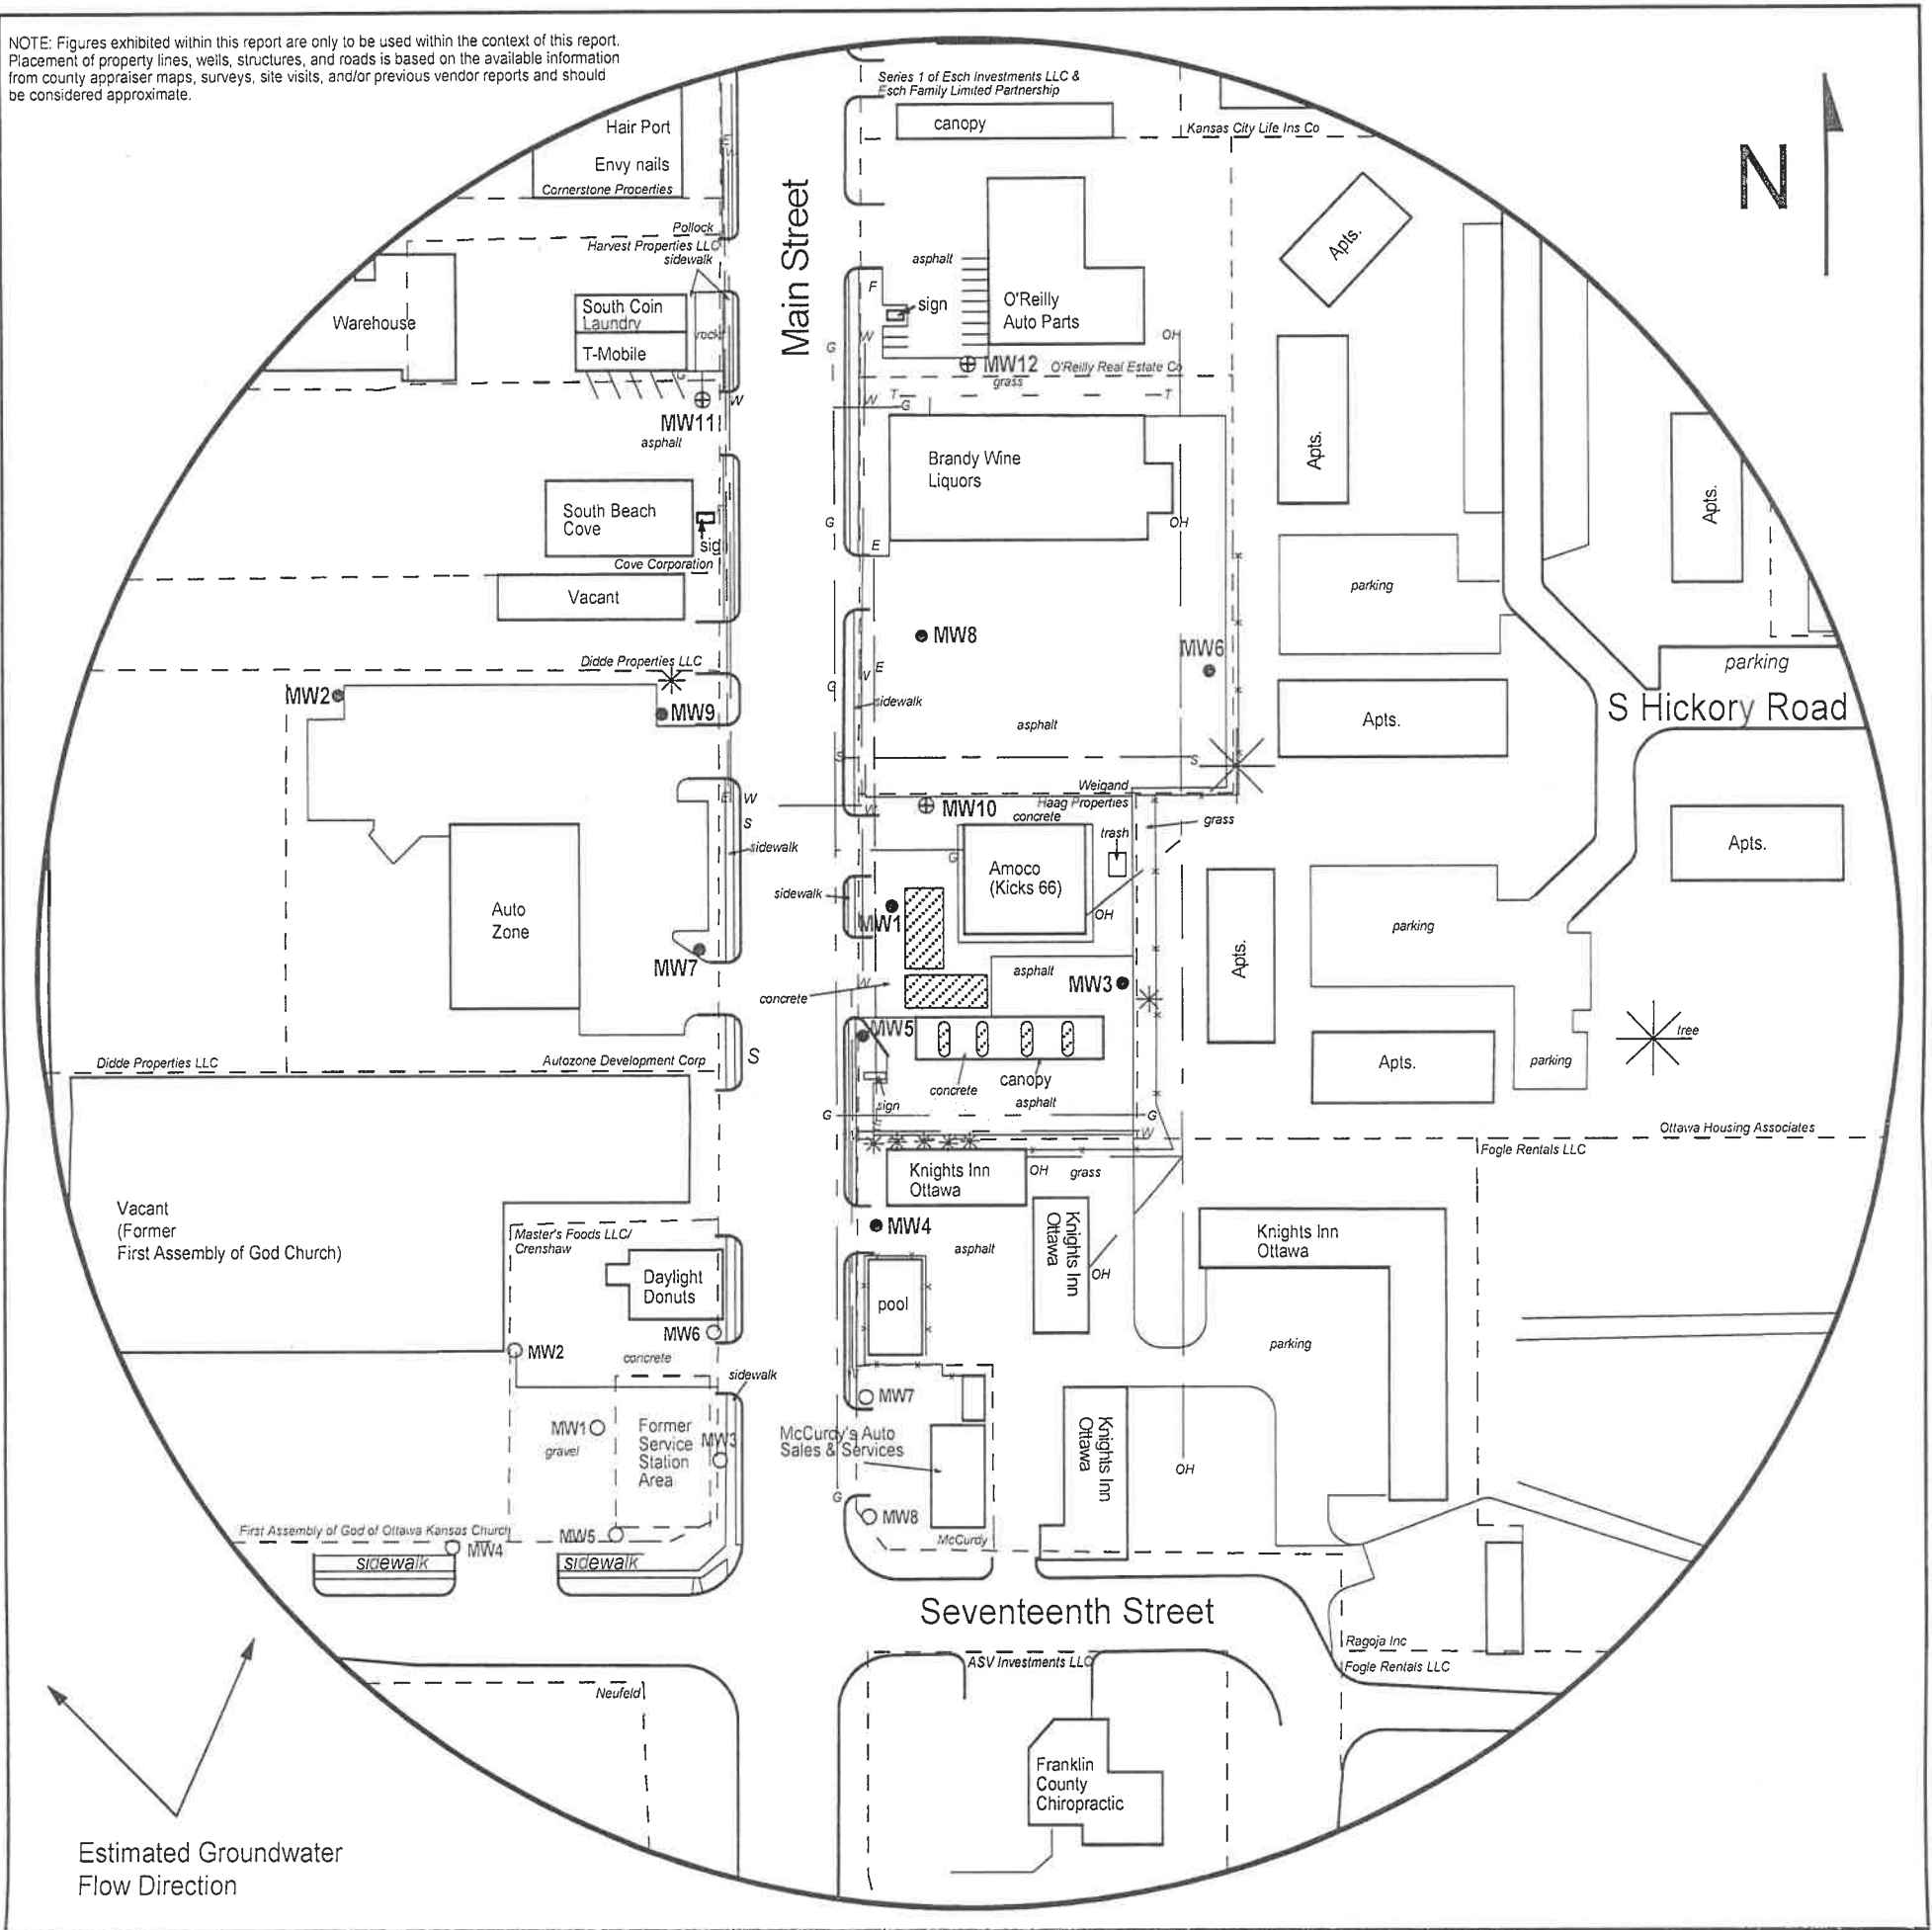 NOTE: Figures exhibited within this report are only to be used within the context of this report.
Placement of property lines, wells, structures, and roads is based on the available information
from county appraiser maps, surveys, site visits, and/or previous vendor reports and should
be considered approximate.
Series 1 of Esch Investments LLC &
Esch Family Limited Partnership
canopy
Kansas City Life Ins Co
N
Hair Port
Envy nails
Cornerstone Properties
Pollock
Harvest Properties LLC
sidewalk
Main Street
Warehouse
South Coin
Laundry
T-Mobile
rock
G
W
MW11
asphalt
asphalt
F
sign
W
G
O'Reilly
Auto Parts
OH
MW12
O'Reilly Real Estate Co
grass
T
T
W
G
Apts.
Apts.
Apts.
Brandy Wine
Liquors
OH
G
E
South Beach
Cove
Cove Corporation
Vacant
parking
parking
S Hickory Road
MW8
MW6
E
G
sidewalk
asphalt
S
S
Didde Properties LLC
MW2
MW9
Apts.
Weigand
Haag Properties
MW10
concrete
trash
grass
W
E
W
S
sidewalk
Auto
Zone
MW7
sidewalk
G
Amoco
(Kicks 66)
OH
MW1
asphalt
MW3
concrete
W
MW5
Apts.
parking
Apts.
Apts.
parking
tree
concrete
canopy
asphalt
sign
G
G
W
E
S
Didde Properties LLC
Autozone Development Corp
Ottawa Housing Associates
Fogle Rentals LLC
Knights Inn
Ottawa
OH
grass
MW4
asphalt
Knights Inn
Ottawa
OH
Knights Inn
Ottawa
Vacant
(Former
First Assembly of God Church)
Master's Foods LLC/
Crenshaw
Daylight
Donuts
MW6
MW2
concrete
sidewalk
pool
parking
MW7
MW1
gravel
Former
Service
Station
Area
MW3
McCurdy's Auto
Sales & Services
Knights Inn
Ottawa
OH
G
MW8
McCurdy
First Assembly of God of Ottawa Kansas Church
MW4
MW5
sidewalk
sidewalk
Seventeenth Street
ASV Investments LLC
Ragoja Inc
Fogle Rentals LLC
Neufeld
Franklin
County
Chiropractic
Estimated Groundwater
Flow Direction